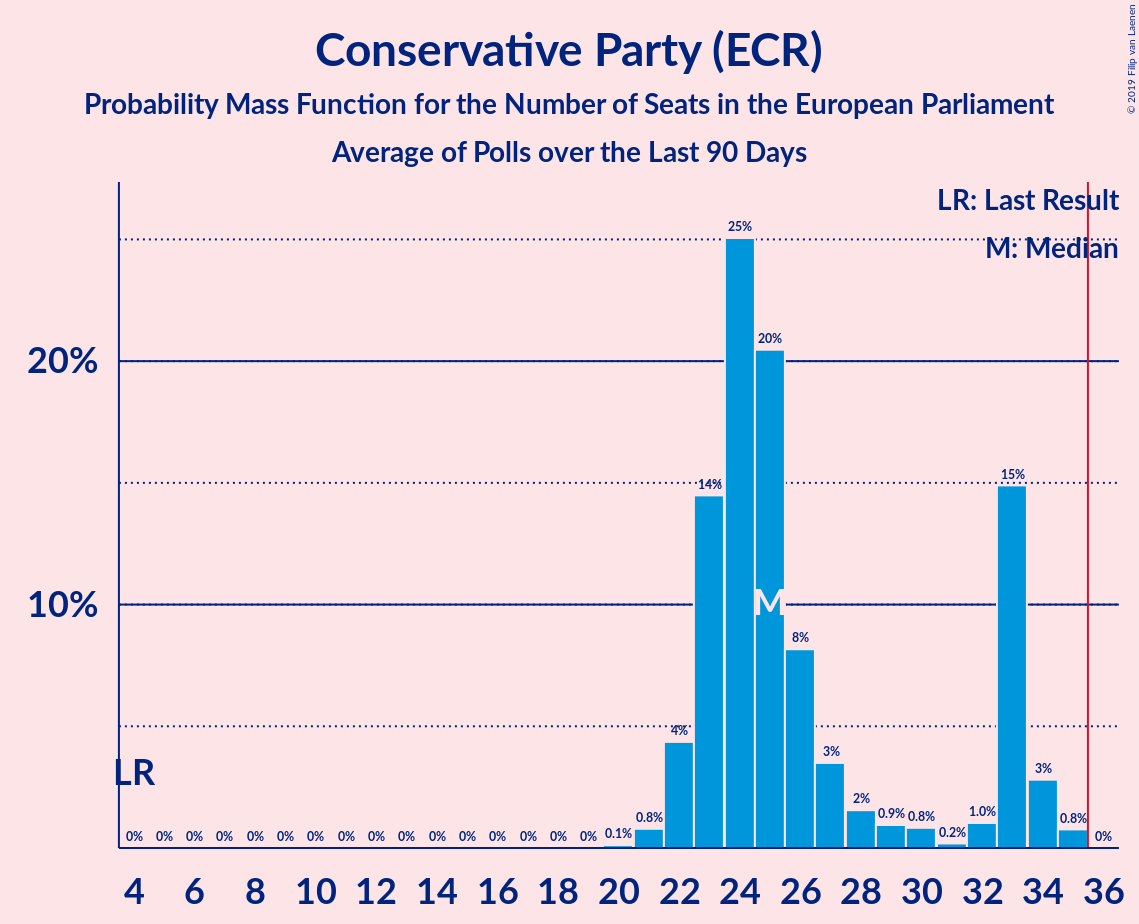 Conservative Party (ECR)
Probability Mass Function for the Number of Seats in the European Parliament
Average of Polls over the Last 90 Days
© 2019 Filip van Laenen
LR: Last Result
M: Median
25%
20%
20%
15%
14%
10%
M
8%
4%
3%
3%
2%
LR
0% 0% 0% 0% 0% 0% 0% 0% 0% 0% 0% 0% 0% 0% 0% 0% 0.1% 0.8% 0.9% 0.8% 0.2% 1.0% 0.8% 0%
4 6 8 10 12 14 16 18 20 22 24 26 28 30 32 34 36